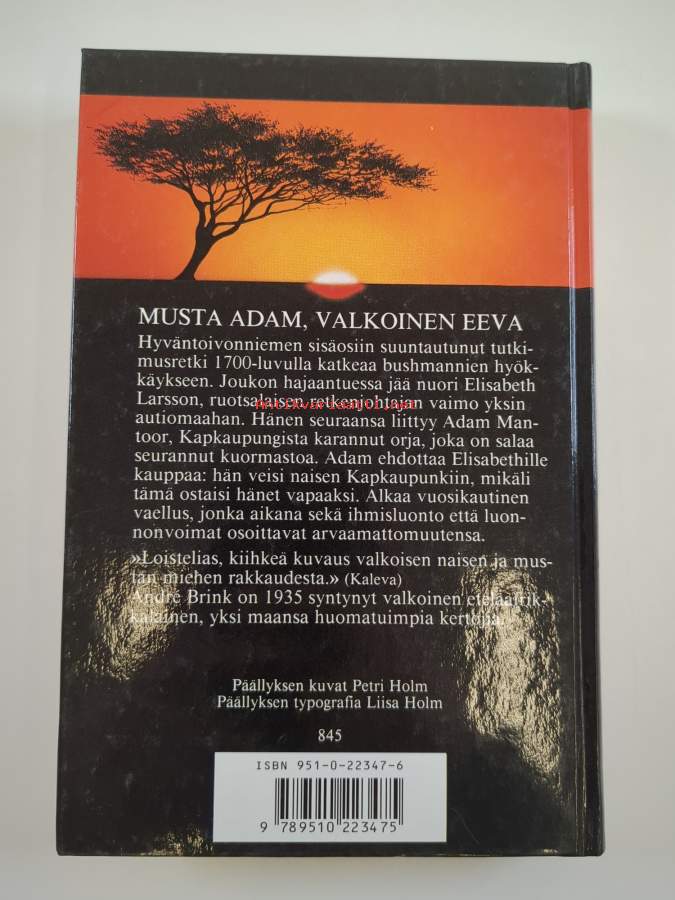 MUSTA ADAM, VALKOINEN EEVA
Hyväntoivonniemen sisäosiin suuntautunut tutki-
musretki 1700-luvulla katkeaa bushmannien hyök-
käykseen. Joukon hajaantuessa jää nuori Elisabeth
Larsson, ruotsalaisen retkenjohtajan vaimo yksin
Antikvariaatti.net
autiomaahan. Hänen seuraansa liittyy Adam Man-
toor, Kapkaupungista karannut orja, joka on salaa
seurannut kuormastoa. Adam ehdottaa Elisabethille
kauppaa: hän veisi naisen Kapkaupunkiin, mikäli
tämä ostaisi hänet vapaaksi. Alkaa vuosikautinen
vaellus, jonka aikana sekä ihmisluonto että luon-
nonvoimat osoittavat arvaamattomuutensa.
»Loistelias, kiihkeä kuvaus valkoisen naisen ja mus-
tan miehen rakkaudesta.» (Kaleva)
André Brink on 1935 syntynyt valkoinen eteläafrik-
kalainen, yksi maansa huomatuimpia kertojia.
Päällyksen kuvat Petri Holm
Päällyksen typografia Liisa Holm
845
ISBN 951-0-22347-6
9 789510 223475